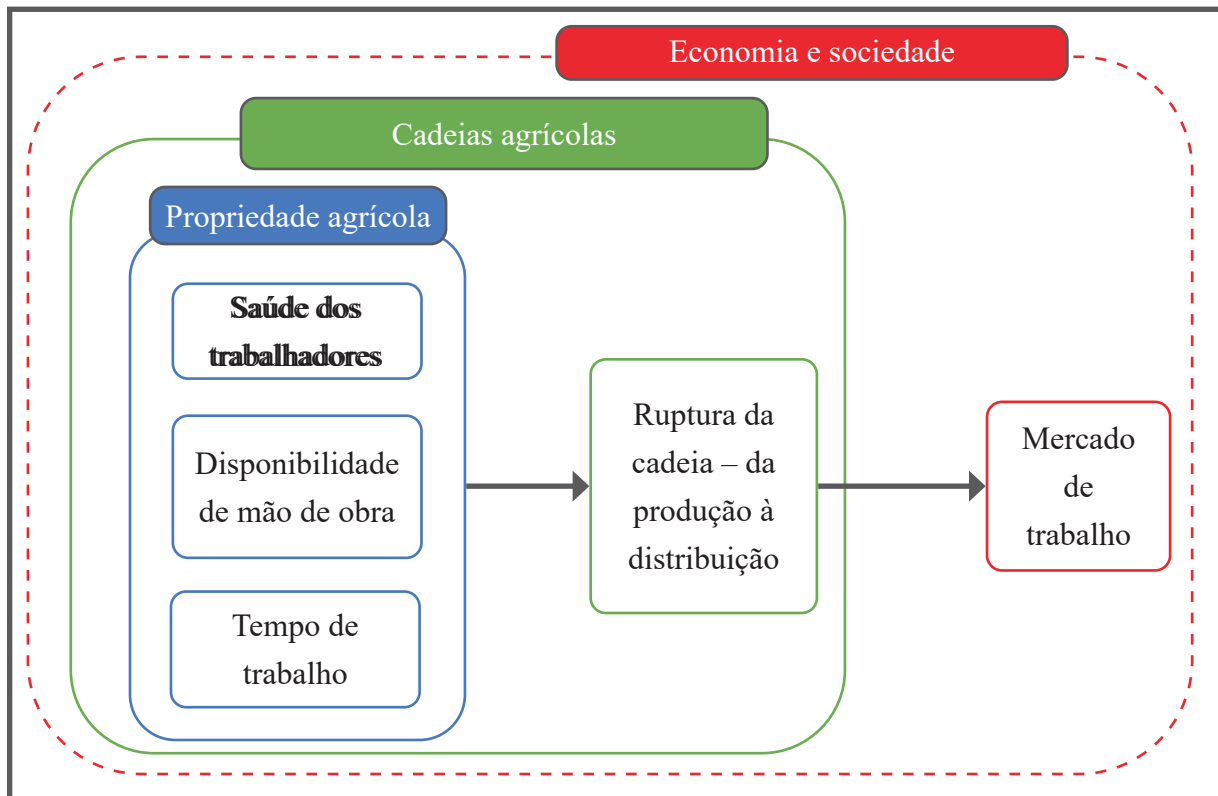 Economia e sociedade
Cadeias agrícolas
Propriedade agrícola
Saúde dos
trabalhadores
Disponibilidade
de mão de obra
Tempo de
trabalho
Ruptura da
cadeia – da
produção à
distribuição
Mercado
de
trabalho